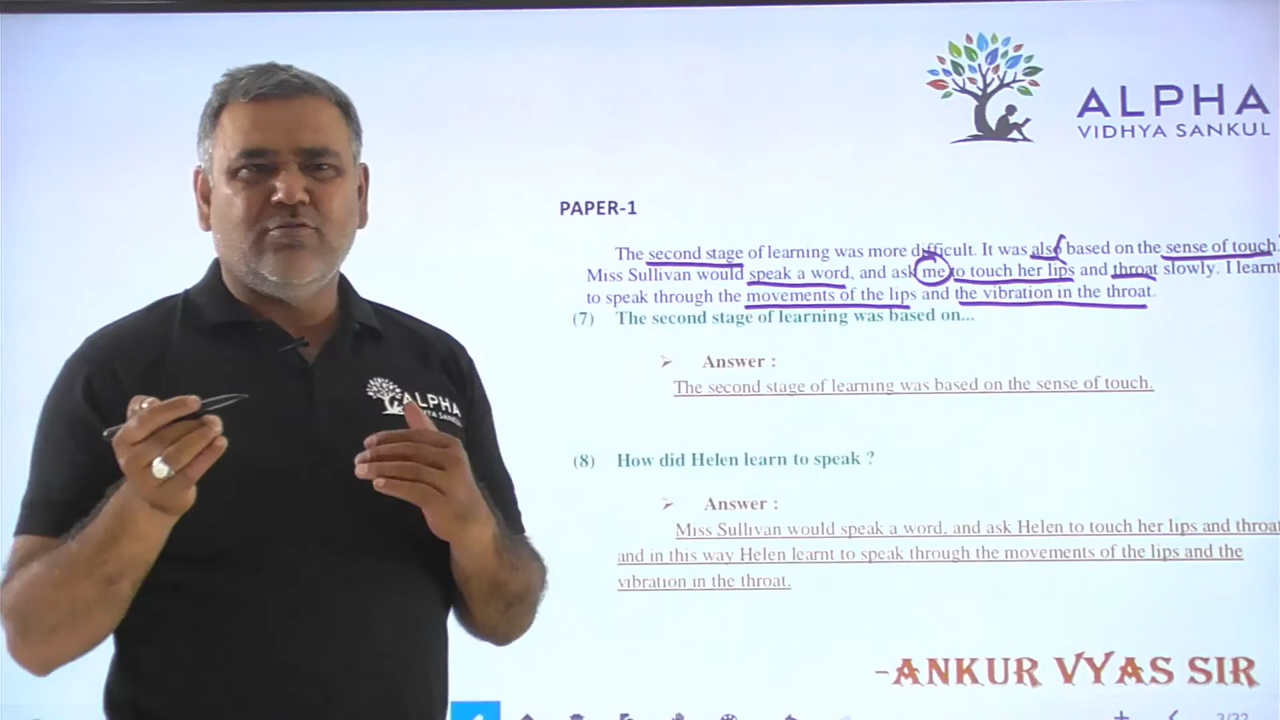 ALPHA
VIDHYA SANKUL
PAPER-1
The second stage of learning was more difficult. It was also based on the sense of touch.
Miss Sullivan would speak a word, and ask me to touch her lips and throat slowly. I learnt
to speak through the movements of the lips and the vibration in the throat.
(7) The second stage of learning was based on...
➢ Answer :
The second stage of learning was based on the sense of touch.
(8) How did Helen learn to speak ?
➢ Answer :
Miss Sullivan would speak a word, and ask Helen to touch her lips and throat
and in this way Helen learnt to speak through the movements of the lips and the
vibration in the throat.
-ANKUR VYAS SIR
3/22
ALPHA
VIDHYA SANKUL